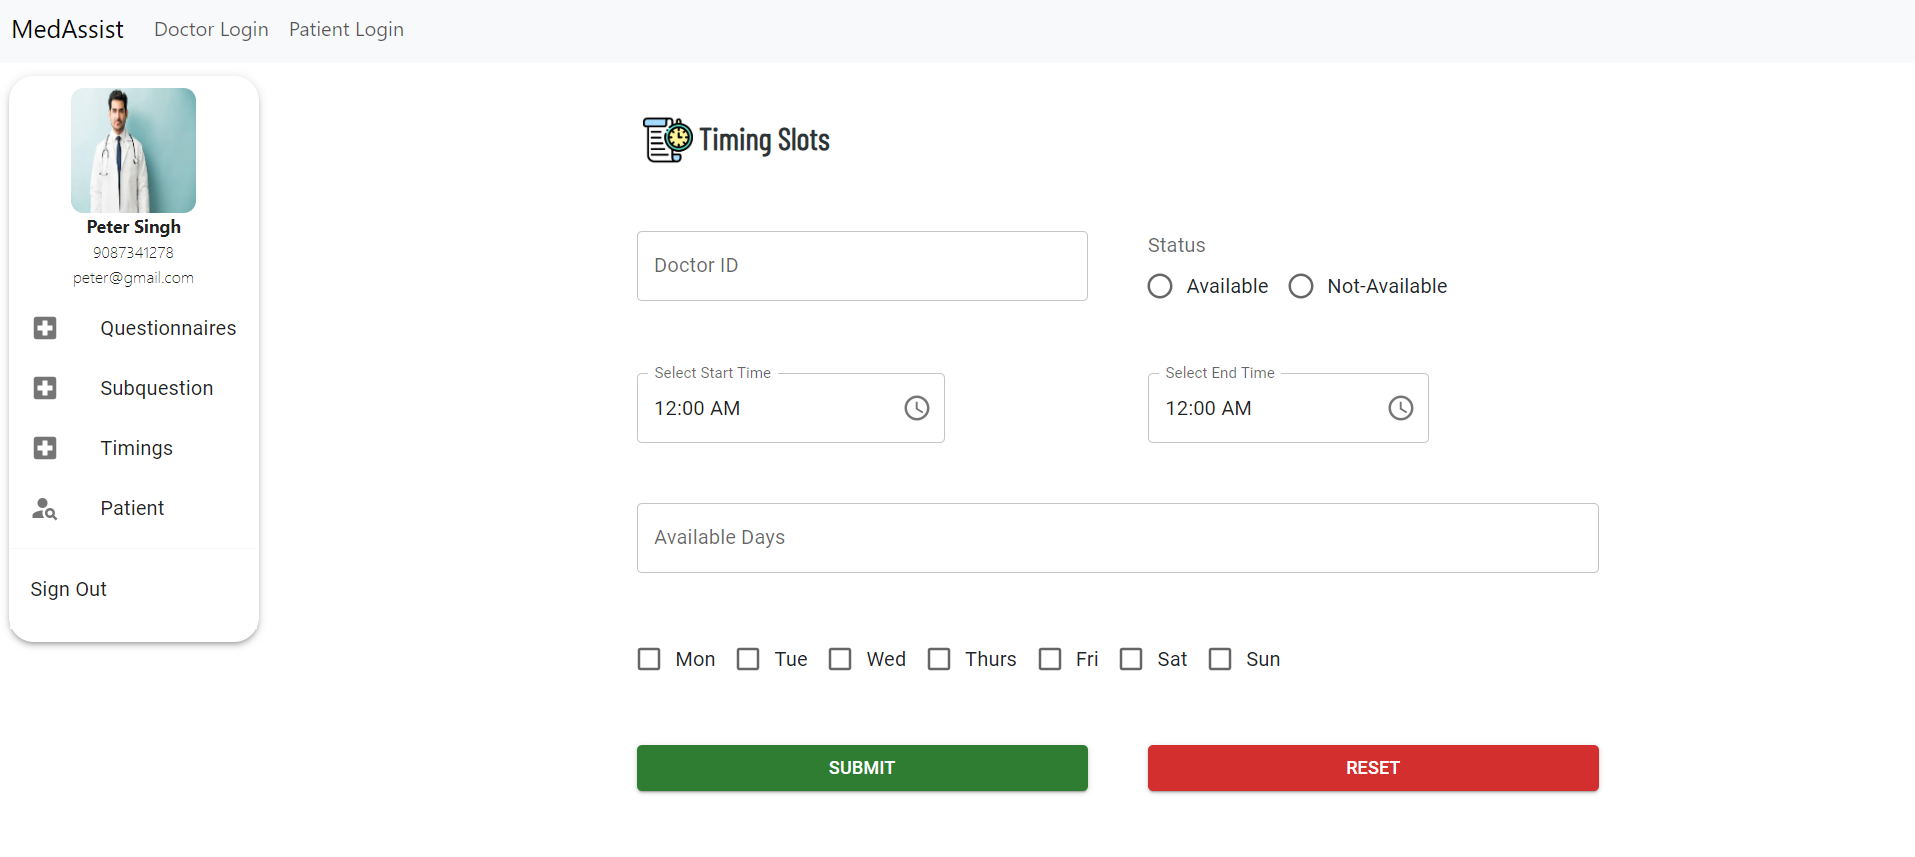 MedAssist Doctor Login Patient Login
Peter Singh
9087341278
peter@gmail.com
Questionnaires
Subquestion
Timings
Patient
Sign Out
Timing Slots
Doctor ID
Status
Available Not-Available
Select Start Time
12:00 AM
Select End Time
12:00 AM
Available Days
Mon Tue Wed Thurs Fri Sat Sun
SUBMIT RESET